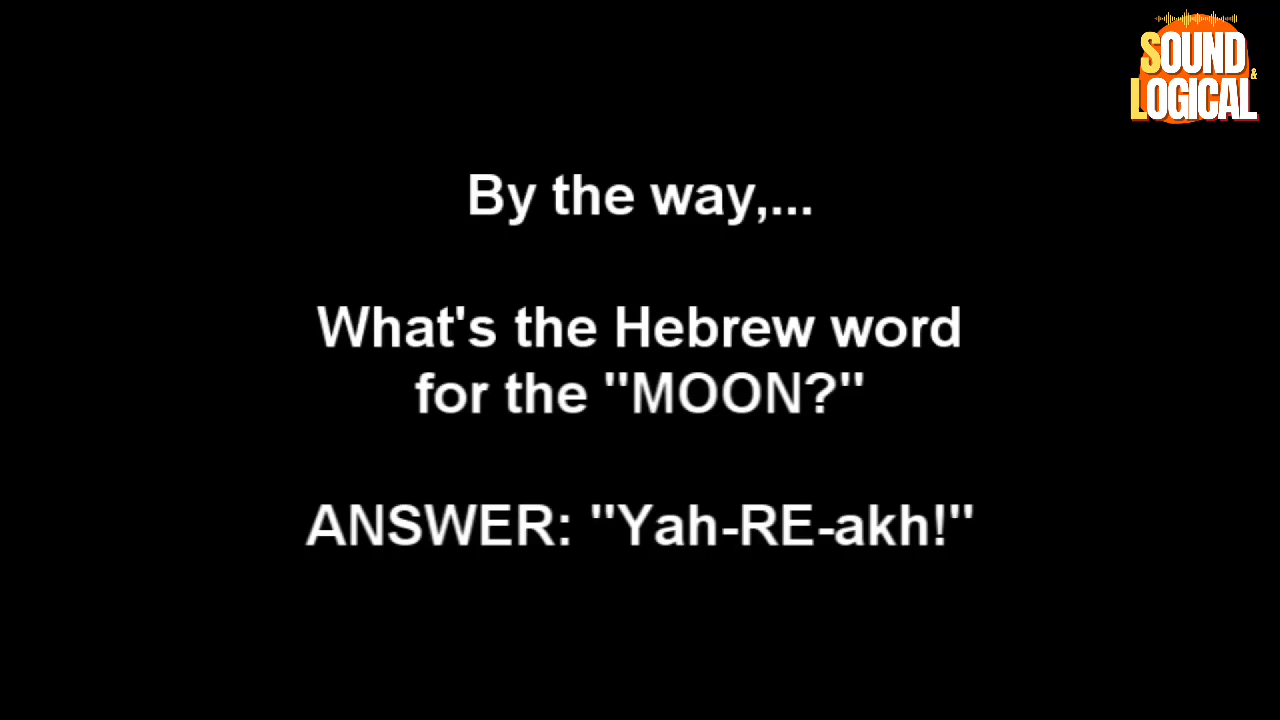 SOUND
&
LOGICAL
By the way,...
What's the Hebrew word
for the "MOON?"
ANSWER: "Yah-RE-akh!"